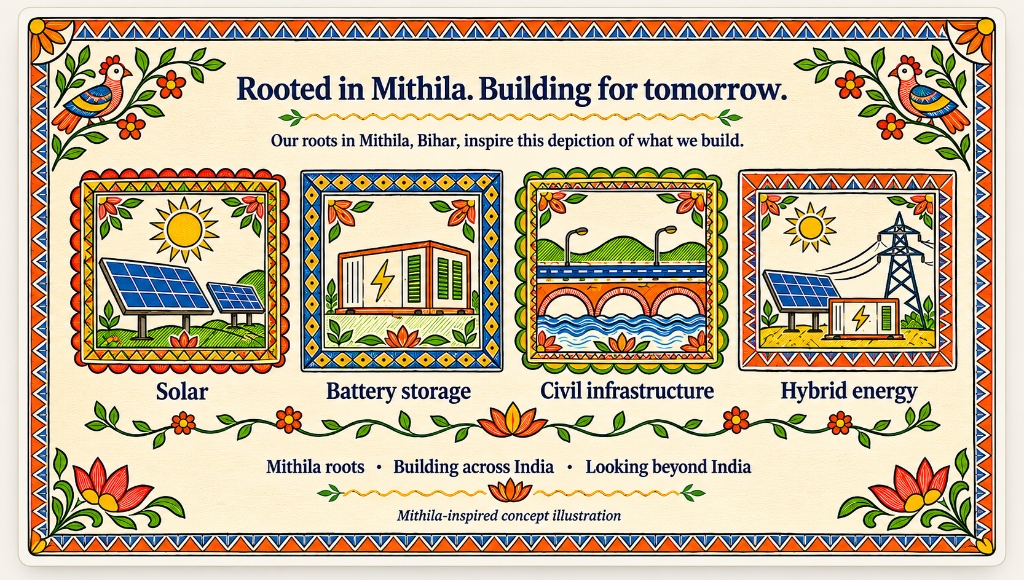 Rooted in Mithila. Building for tomorrow.
Our roots in Mithila, Bihar, inspire this depiction of what we build.
Solar
Battery storage
Civil infrastructure
Hybrid energy
Mithila roots • Building across India • Looking beyond India
Mithila-inspired concept illustration